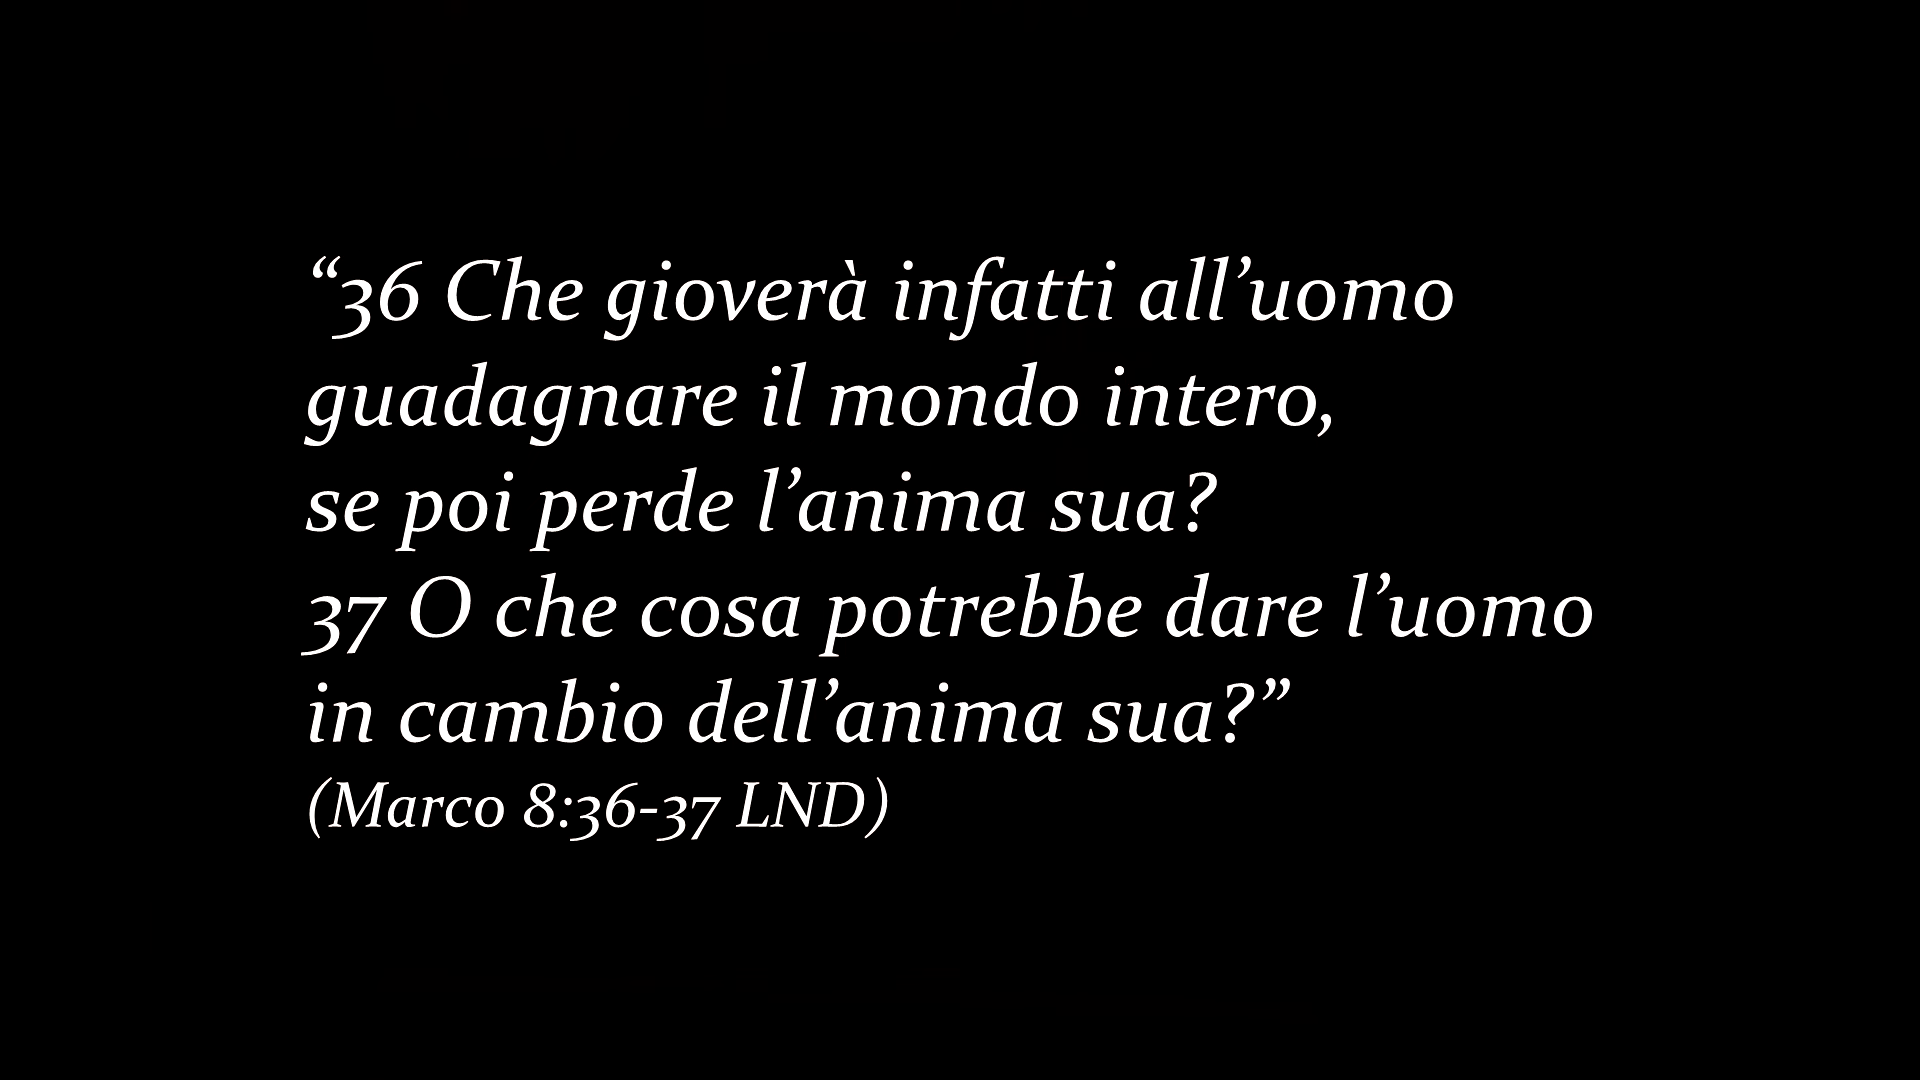 “36 Che gioverà infatti all’uomo
guadagnare il mondo intero,
se poi perde l’anima sua?
37 O che cosa potrebbe dare l’uomo
in cambio dell’anima sua?”
(Marco 8:36-37 LND)